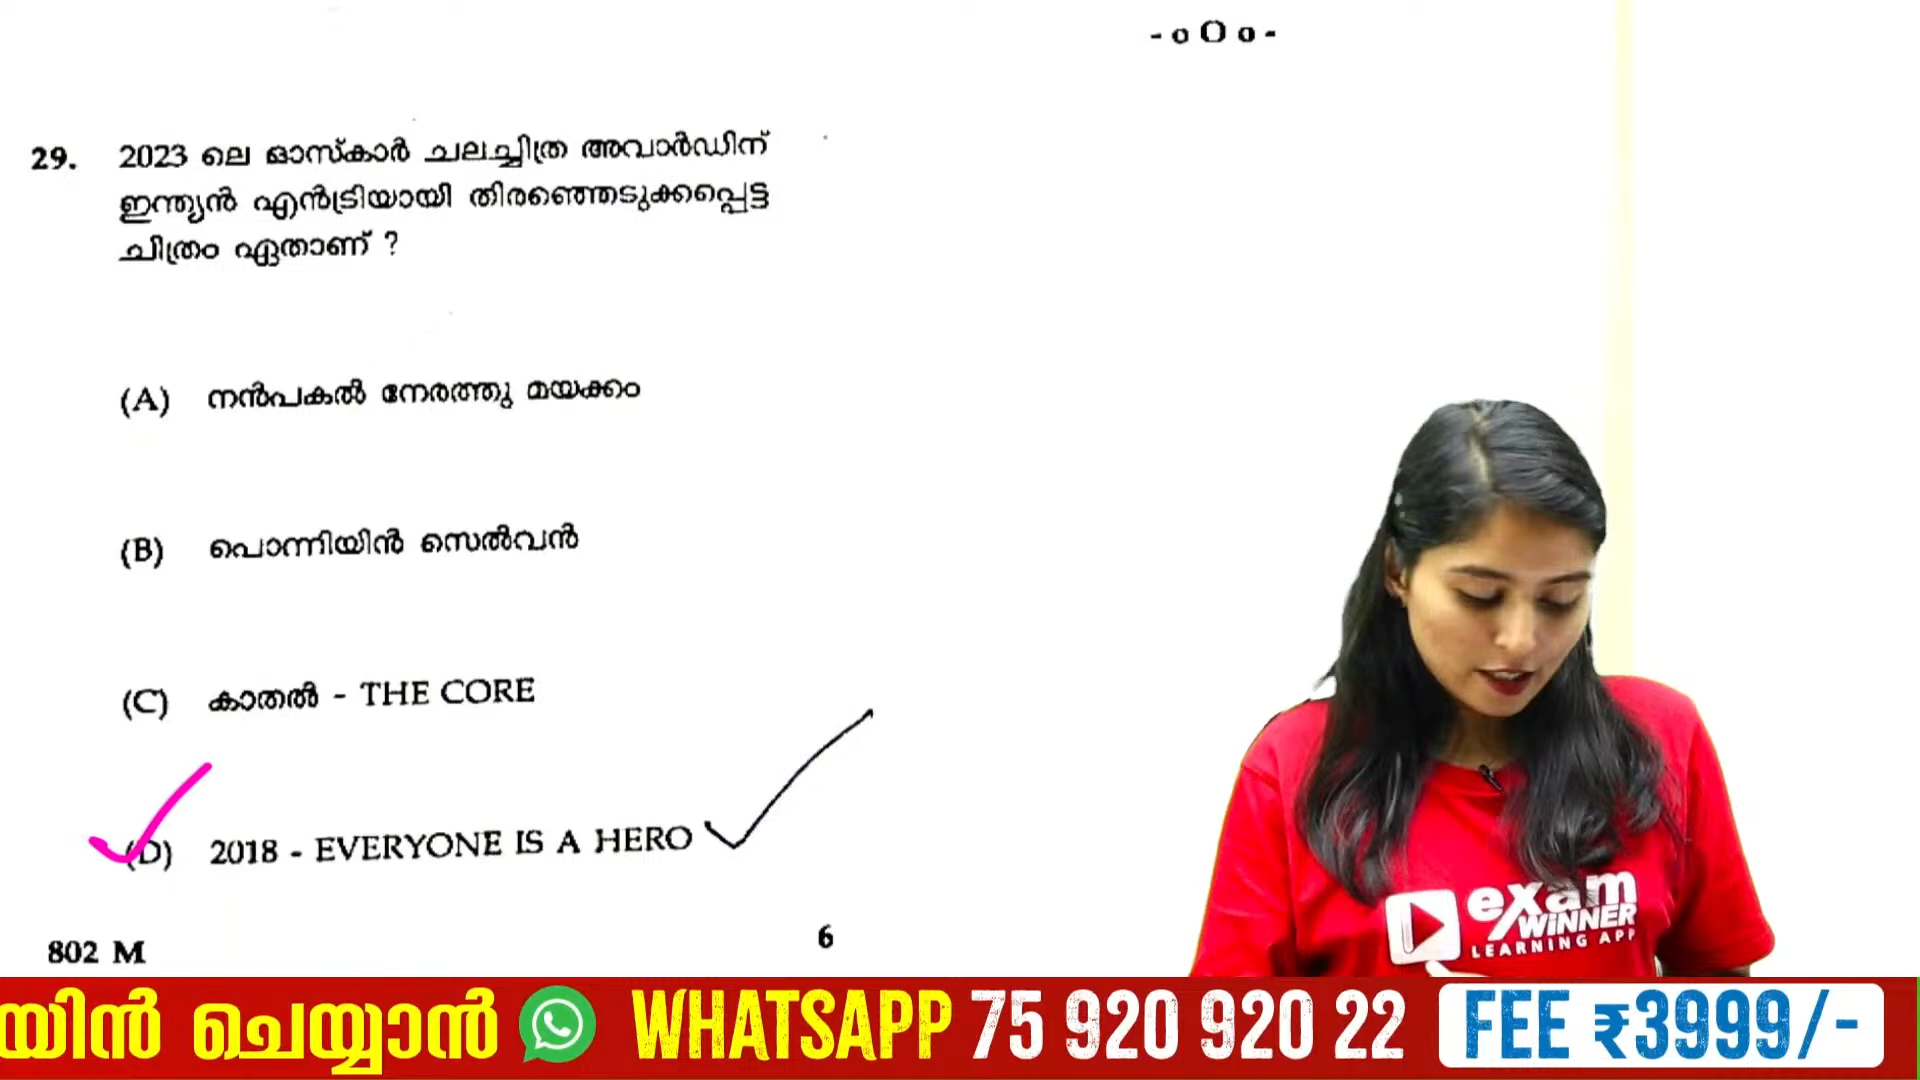 -oOo-
29. 2023 ലെ ഓസ്കാർ ചലച്ചിത്ര അവാർഡിന്
ഇന്ത്യൻ എൻട്രിയായി തിരഞ്ഞെടുക്കപ്പെട്ട
ചിത്രം ഏതാണ് ?
(A) നൻപകൽ നേരത്തു മയക്കം
(B) പൊന്നിയിൻ സെൽവൻ
(C) കാതൽ - THE CORE
(D) 2018 - EVERYONE IS A HERO
802 M
6
exam
WINNER
LEARNING APP
യിൻ ചെയ്യാൻ WHATSAPP 75 920 920 22 FEE ₹3999/-